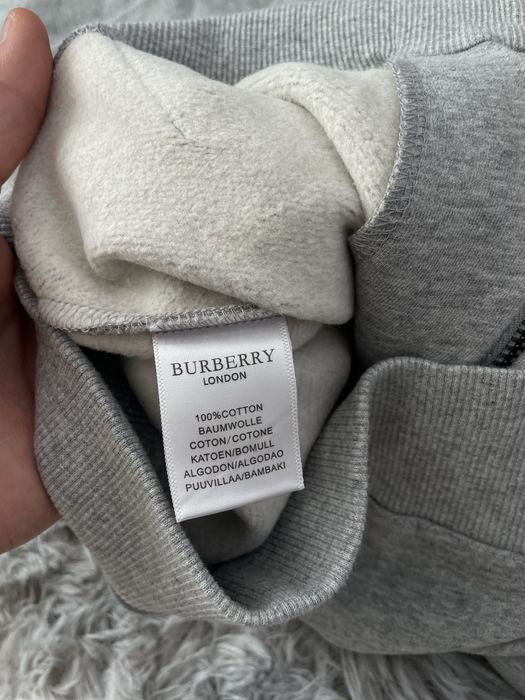 BURBERRY
LONDON
100%COTTON
BAUMWOLLE
COTON/COTONE
KATOEN/BOMULL
ALGODON/ALGODAO
PUUVILLAA/BAMBAKI